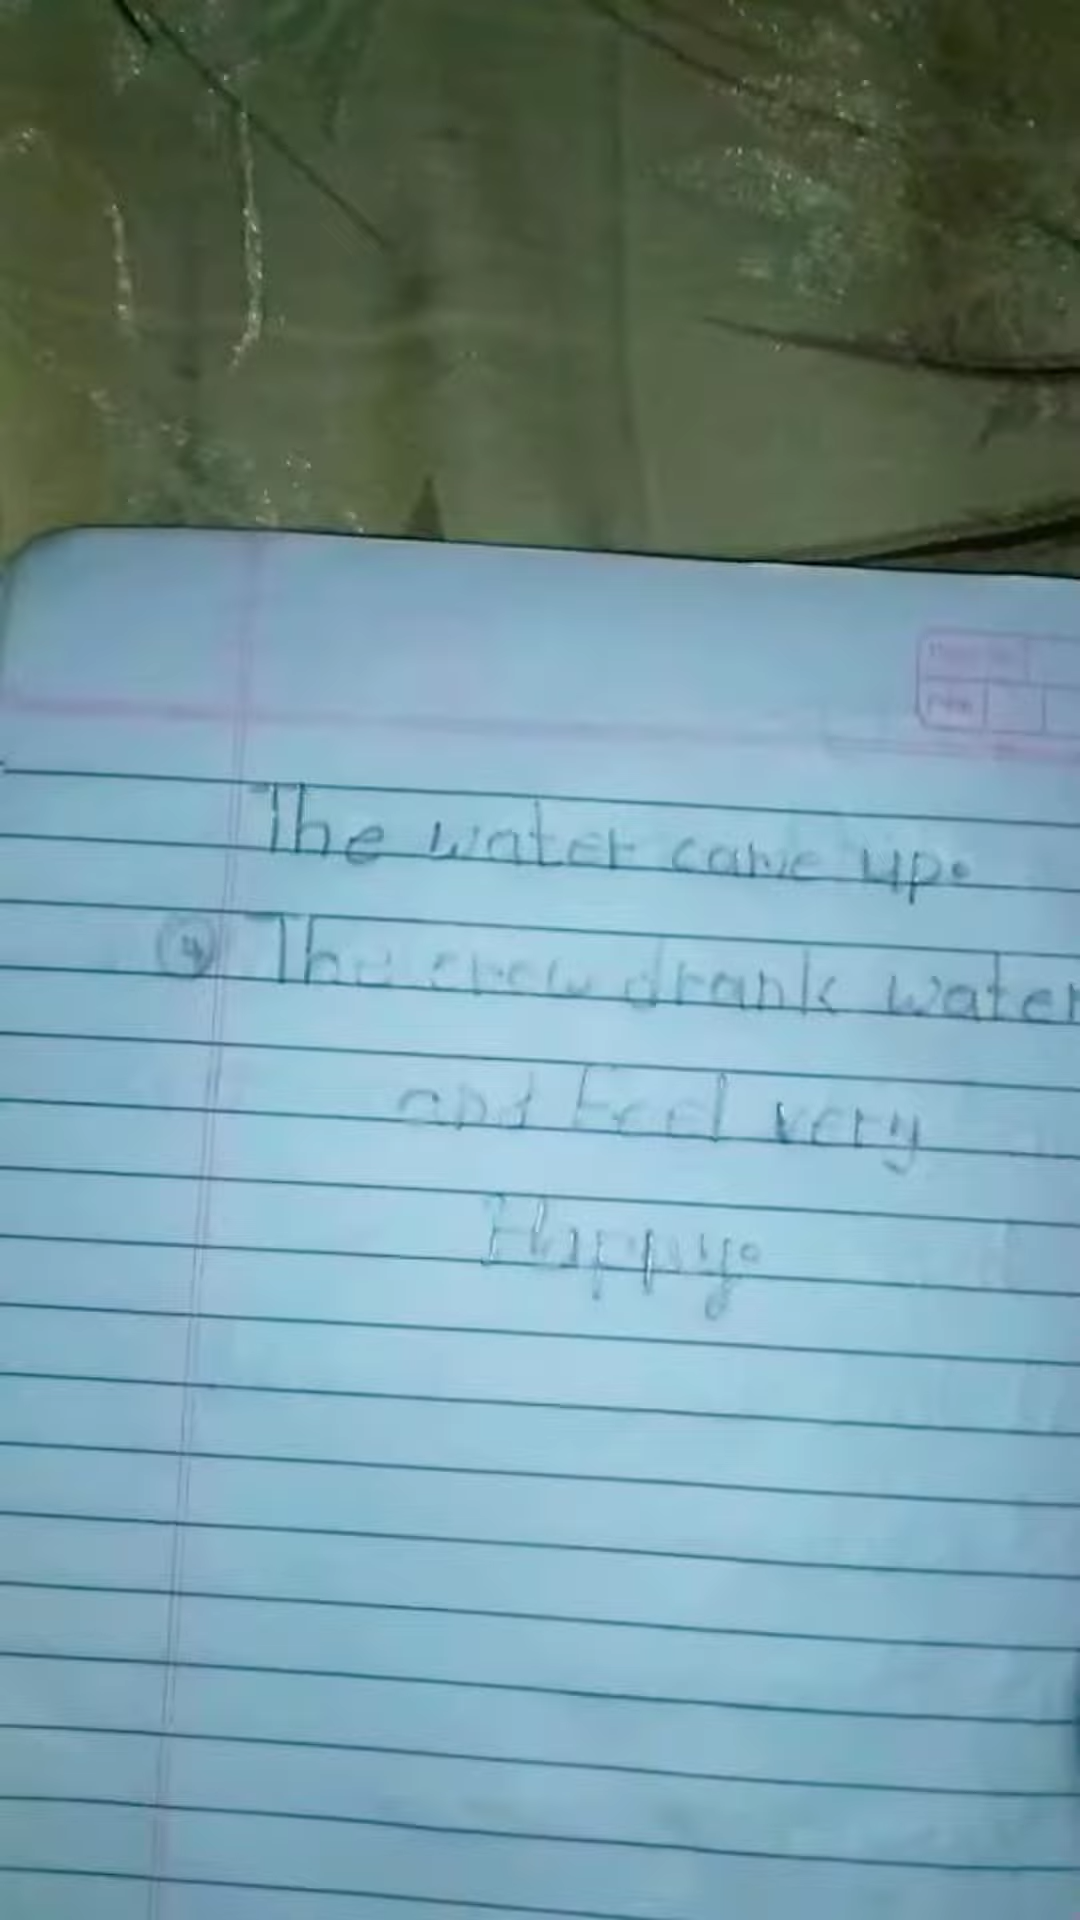 The water came up.
④ The crow drank water
and feel very
Happy.